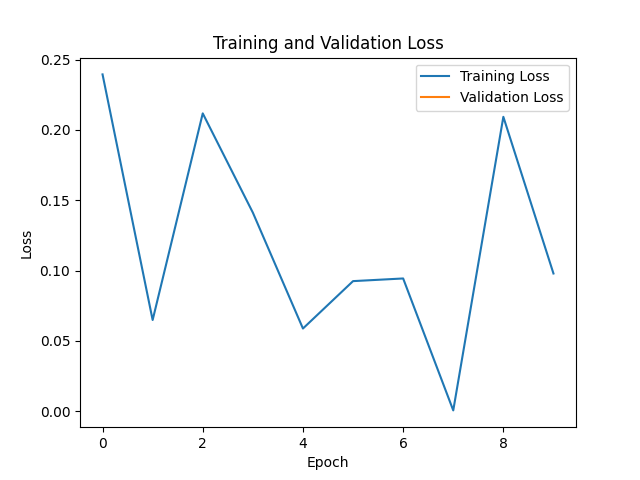 Training and Validation Loss
0.25
0.20
0.15
0.10
0.05
0.00
Loss
Training Loss
Validation Loss
0 2 4 6 8
Epoch